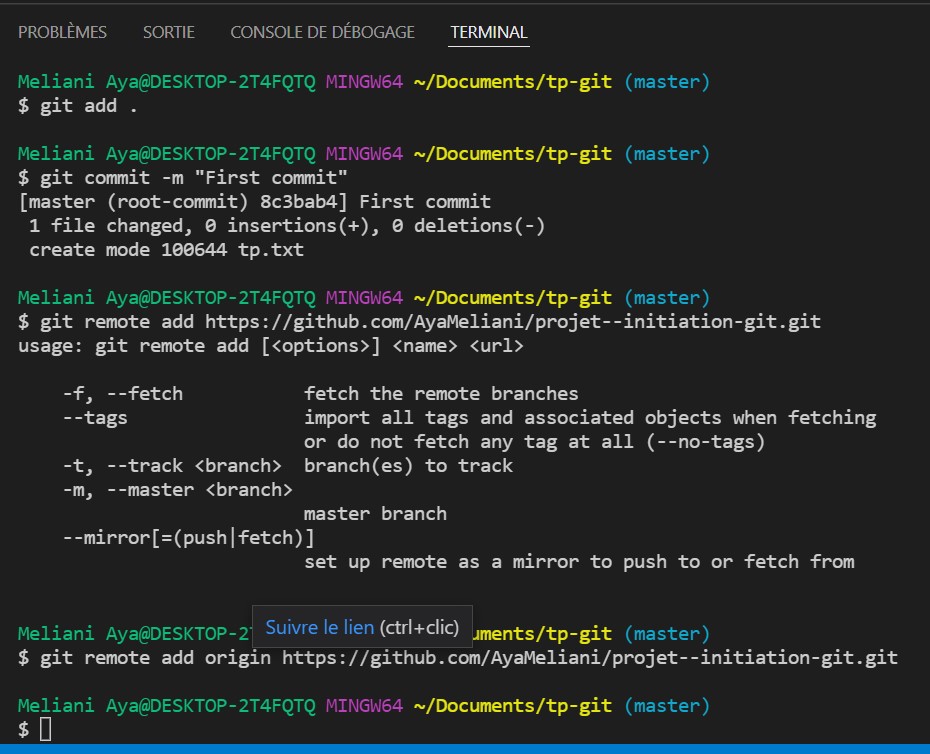 PROBLÈMES SORTIE CONSOLE DE DÉBOGAGE TERMINAL
Meliani Aya@DESKTOP-2T4FQTQ MINGW64 ~/Documents/tp-git (master)
$ git add .
Meliani Aya@DESKTOP-2T4FQTQ MINGW64 ~/Documents/tp-git (master)
$ git commit -m "First commit"
[master (root-commit) 8c3bab4] First commit
1 file changed, 0 insertions(+), 0 deletions(-)
create mode 100644 tp.txt
Meliani Aya@DESKTOP-2T4FQTQ MINGW64 ~/Documents/tp-git (master)
$ git remote add https://github.com/AyaMeliani/projet--initiation-git.git
usage: git remote add [<options>] <name> <url>
-f, --fetch fetch the remote branches
--tags import all tags and associated objects when fetching
or do not fetch any tag at all (--no-tags)
-t, --track <branch> branch(es) to track
-m, --master <branch>
master branch
--mirror[=(push|fetch)]
set up remote as a mirror to push to or fetch from
Meliani Aya@DESKTOP-2 Suivre le lien (ctrl+clic) uments/tp-git (master)
$ git remote add origin https://github.com/AyaMeliani/projet--initiation-git.git
Meliani Aya@DESKTOP-2T4FQTQ MINGW64 ~/Documents/tp-git (master)
$